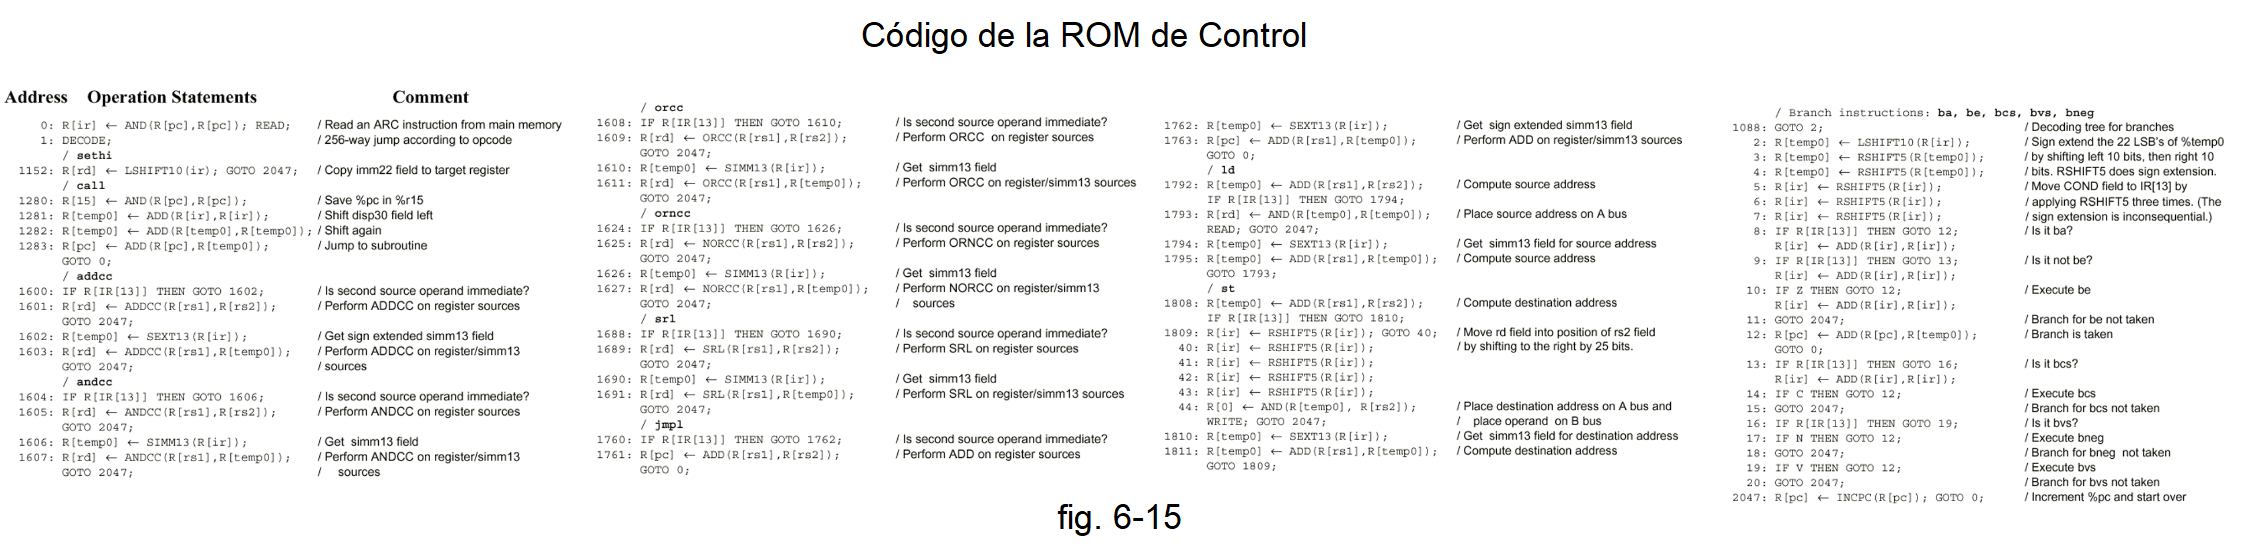 Código de la ROM de Control
Address Operation Statements Comment
0: R[ir] ← AND(R[pc],R[pc]); READ; / Read an ARC instruction from main memory
1: DECODE; / 256-way jump according to opcode
/ sethi
1152: R[rd] ← LSHIFT10(ir); GOTO 2047; / Copy imm22 field to target register
/ call
1280: R[15] ← AND(R[pc],R[pc]); / Save %pc in %r15
1281: R[temp0] ← ADD(R[ir],R[ir]); / Shift disp30 field left
1282: R[temp0] ← ADD(R[temp0],R[temp0]); / Shift again
1283: R[pc] ← ADD(R[pc],R[temp0]); / Jump to subroutine
GOTO 0;
/ addcc
1600: IF R[IR[13]] THEN GOTO 1602; / Is second source operand immediate?
1601: R[rd] ← ADDCC(R[rs1],R[rs2]); / Perform ADDCC on register sources
GOTO 2047;
1602: R[temp0] ← SEXT13(R[ir]); / Get sign extended simm13 field
1603: R[rd] ← ADDCC(R[rs1],R[temp0]); / Perform ADDCC on register/simm13
GOTO 2047; / sources
/ andcc
1604: IF R[IR[13]] THEN GOTO 1606; / Is second source operand immediate?
1605: R[rd] ← ANDCC(R[rs1],R[rs2]); / Perform ANDCC on register sources
GOTO 2047;
1606: R[temp0] ← SIMM13(R[ir]); / Get simm13 field
1607: R[rd] ← ANDCC(R[rs1],R[temp0]); / Perform ANDCC on register/simm13
GOTO 2047; / sources
/ orcc
1608: IF R[IR[13]] THEN GOTO 1610; / Is second source operand immediate?
1609: R[rd] ← ORCC(R[rs1],R[rs2]); / Perform ORCC on register sources
GOTO 2047;
1610: R[temp0] ← SIMM13(R[ir]); / Get simm13 field
1611: R[rd] ← ORCC(R[rs1],R[temp0]); / Perform ORCC on register/simm13 sources
GOTO 2047;
/ orncc
1624: IF R[IR[13]] THEN GOTO 1626; / Is second source operand immediate?
1625: R[rd] ← NORCC(R[rs1],R[rs2]); / Perform ORNCC on register sources
GOTO 2047;
1626: R[temp0] ← SIMM13(R[ir]); / Get simm13 field
1627: R[rd] ← NORCC(R[rs1],R[temp0]); / Perform NORCC on register/simm13
GOTO 2047; / sources
/ srl
1688: IF R[IR[13]] THEN GOTO 1690; / Is second source operand immediate?
1689: R[rd] ← SRL(R[rs1],R[rs2]); / Perform SRL on register sources
GOTO 2047;
1690: R[temp0] ← SIMM13(R[ir]); / Get simm13 field
1691: R[rd] ← SRL(R[rs1],R[temp0]); / Perform SRL on register/simm13 sources
GOTO 2047;
/ jmpl
1760: IF R[IR[13]] THEN GOTO 1762; / Is second source operand immediate?
1761: R[pc] ← ADD(R[rs1],R[rs2]); / Perform ADD on register sources
GOTO 0;
1762: R[temp0] ← SEXT13(R[ir]); / Get sign extended simm13 field
1763: R[pc] ← ADD(R[rs1],R[temp0]); / Perform ADD on register/simm13 sources
GOTO 0;
/ ld
1792: R[temp0] ← ADD(R[rs1],R[rs2]); / Compute source address
IF R[IR[13]] THEN GOTO 1794;
1793: R[rd] ← AND(R[temp0],R[temp0]); / Place source address on A bus
READ; GOTO 2047;
1794: R[temp0] ← SEXT13(R[ir]); / Get simm13 field for source address
1795: R[temp0] ← ADD(R[rs1],R[temp0]); / Compute source address
GOTO 1793;
/ st
1808: R[temp0] ← ADD(R[rs1],R[rs2]); / Compute destination address
IF R[IR[13]] THEN GOTO 1810;
1809: R[ir] ← RSHIFT5(R[ir]); GOTO 40; / Move rd field into position of rs2 field
40: R[ir] ← RSHIFT5(R[ir]); / by shifting to the right by 25 bits.
41: R[ir] ← RSHIFT5(R[ir]);
42: R[ir] ← RSHIFT5(R[ir]);
43: R[ir] ← RSHIFT5(R[ir]);
44: R[0] ← AND(R[temp0], R[rs2]); / Place destination address on A bus and
WRITE; GOTO 2047; / place operand on B bus
1810: R[temp0] ← SEXT13(R[ir]); / Get simm13 field for destination address
1811: R[temp0] ← ADD(R[rs1],R[temp0]); / Compute destination address
GOTO 1809;
/ Branch instructions: ba, be, bcs, bvs, bneg
1088: GOTO 2; / Decoding tree for branches
2: R[temp0] ← LSHIFT10(R[ir]); / Sign extend the 22 LSB's of %temp0
3: R[temp0] ← RSHIFT5(R[temp0]); / by shifting left 10 bits, then right 10
4: R[temp0] ← RSHIFT5(R[temp0]); / bits. RSHIFT5 does sign extension.
5: R[ir] ← RSHIFT5(R[ir]); / Move COND field to IR[13] by
6: R[ir] ← RSHIFT5(R[ir]); / applying RSHIFT5 three times. (The
7: R[ir] ← RSHIFT5(R[ir]); / sign extension is inconsequential.)
8: IF R[IR[13]] THEN GOTO 12; / Is it ba?
R[ir] ← ADD(R[ir],R[ir]);
9: IF R[IR[13]] THEN GOTO 13; / Is it not be?
R[ir] ← ADD(R[ir],R[ir]);
10: IF Z THEN GOTO 12; / Execute be
R[ir] ← ADD(R[ir],R[ir]);
11: GOTO 2047; / Branch for be not taken
12: R[pc] ← ADD(R[pc],R[temp0]); / Branch is taken
GOTO 0;
13: IF R[IR[13]] THEN GOTO 16; / Is it bcs?
R[ir] ← ADD(R[ir],R[ir]);
14: IF C THEN GOTO 12; / Execute bcs
15: GOTO 2047; / Branch for bcs not taken
16: IF R[IR[13]] THEN GOTO 19; / Is it bvs?
17: IF N THEN GOTO 12; / Execute bneg
18: GOTO 2047; / Branch for bneg not taken
19: IF V THEN GOTO 12; / Execute bvs
20: GOTO 2047; / Branch for bvs not taken
2047: R[pc] ← INCPC(R[pc]); GOTO 0; / Increment %pc and start over
fig. 6-15